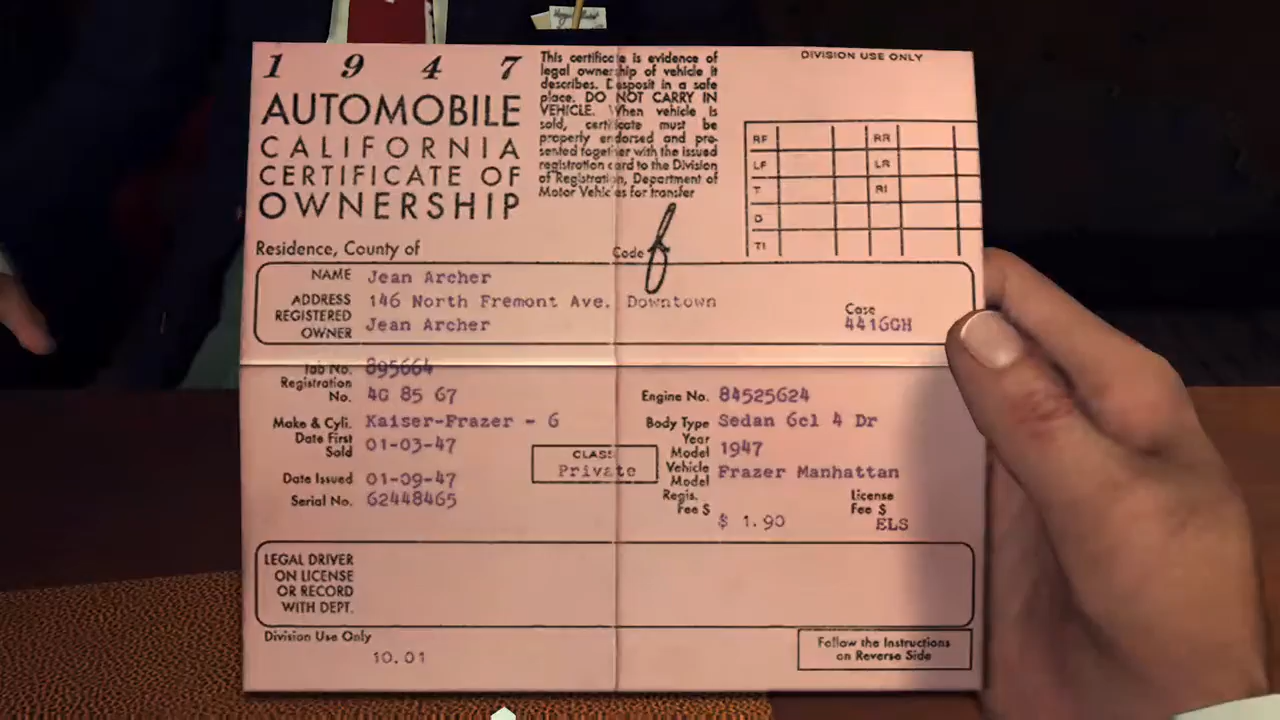 1 9 4 7
AUTOMOBILE
CALIFORNIA
CERTIFICATE OF
OWNERSHIP
This certificate is evidence of
legal ownership of vehicle it
describes. Desposit in a safe
place. DO NOT CARRY IN
VEHICLE. When vehicle is
sold, certificate must be
properly endorsed and pre-
sented together with the issued
registration card to the Division
of Registration, Department of
Motor Vehicles for transfer
DIVISION USE ONLY
RF RR
LF LR
T RI
D
TI
Residence, County of
Code f
NAME Jean Archer
ADDRESS 146 North Fremont Ave. Downtown
REGISTERED OWNER Jean Archer
Case
4416GH
Tab No. 895664
Registration No. 4G 85 67
Make & Cyli. Kaiser-Frazer - 6
Date First Sold 01-03-47
Date Issued 01-09-47
Serial No. 62448465
CLASS
Private
Engine No. 84525624
Body Type Sedan 6cl 4 Dr
Year Model 1947
Vehicle Model Frazer Manhattan
Regis. Fee $ $ 1.90
License Fee $
ELS
LEGAL DRIVER
ON LICENSE
OR RECORD
WITH DEPT.
Division Use Only
10.01
Follow the Instructions
on Reverse Side